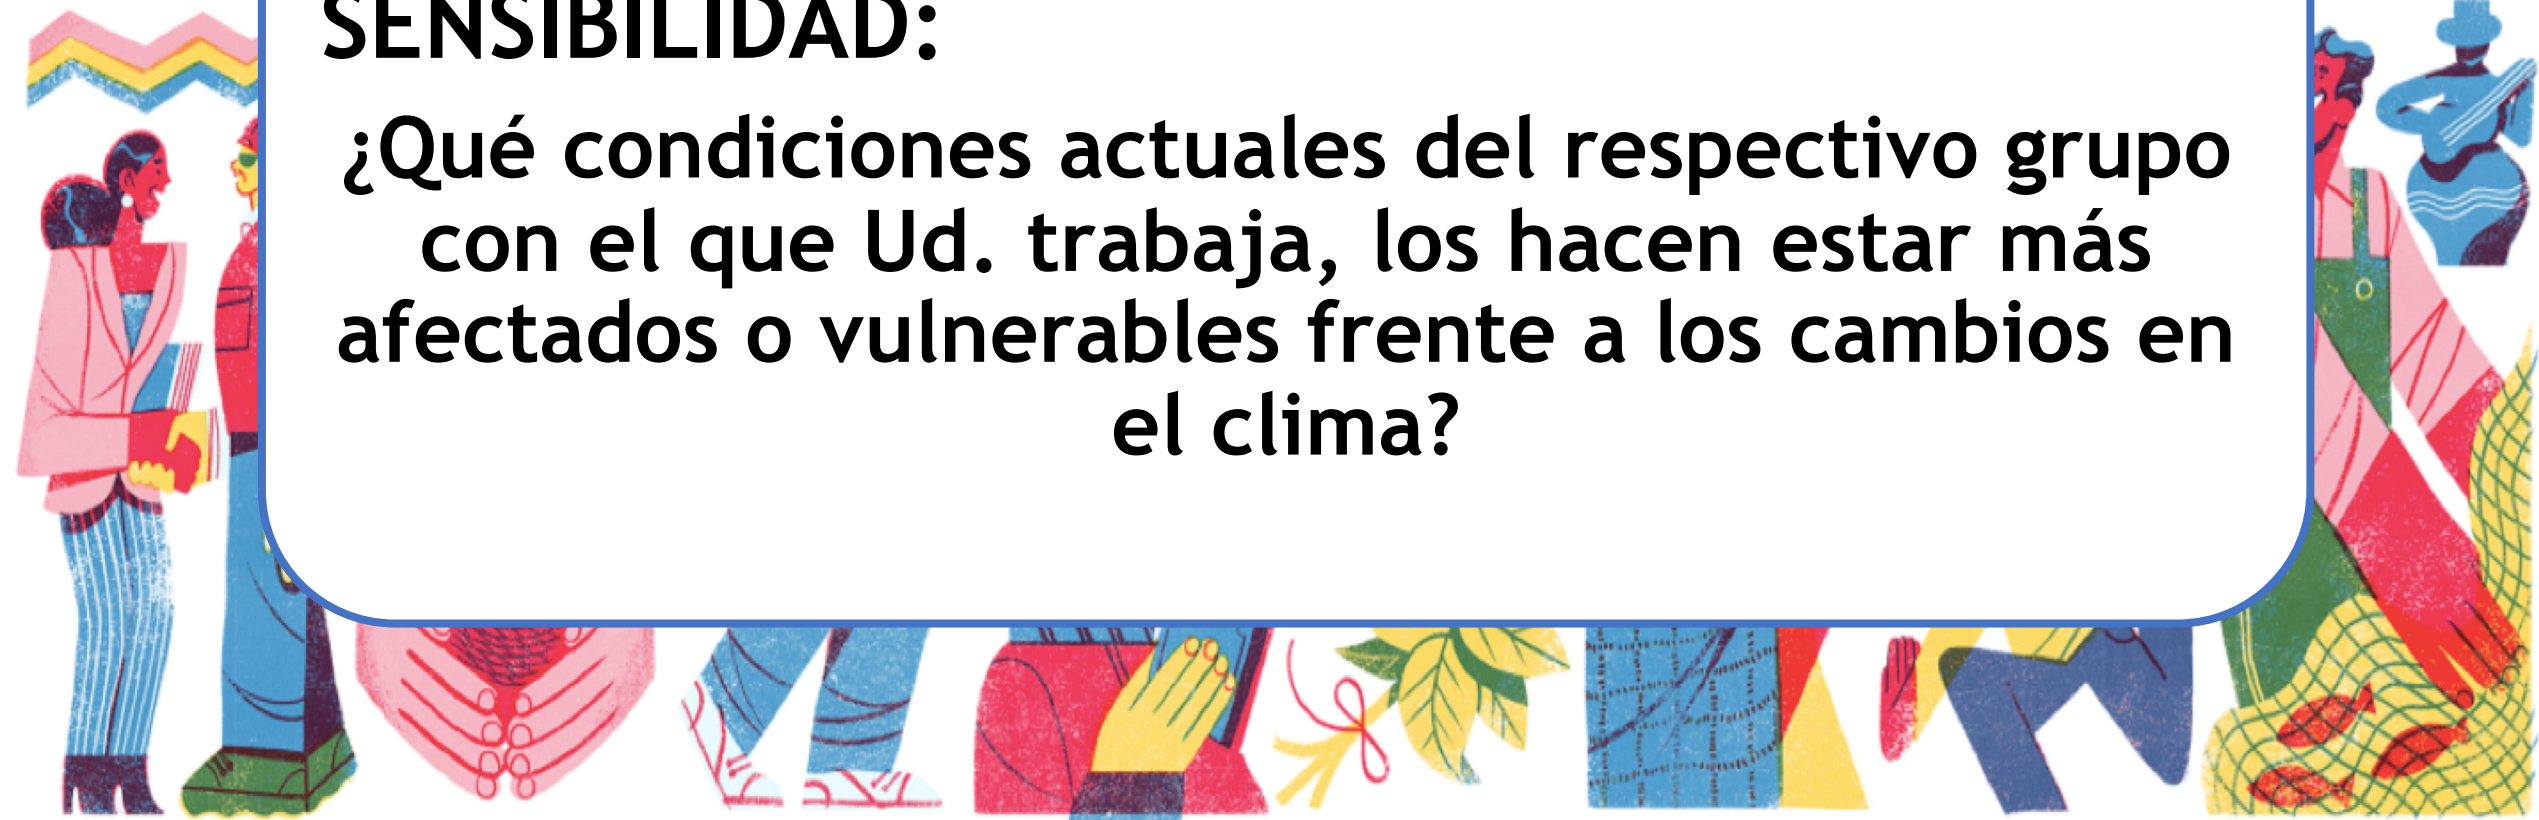 SENSIBILIDAD:
¿Qué condiciones actuales del respectivo grupo
con el que Ud. trabaja, los hacen estar más
afectados o vulnerables frente a los cambios en
el clima?